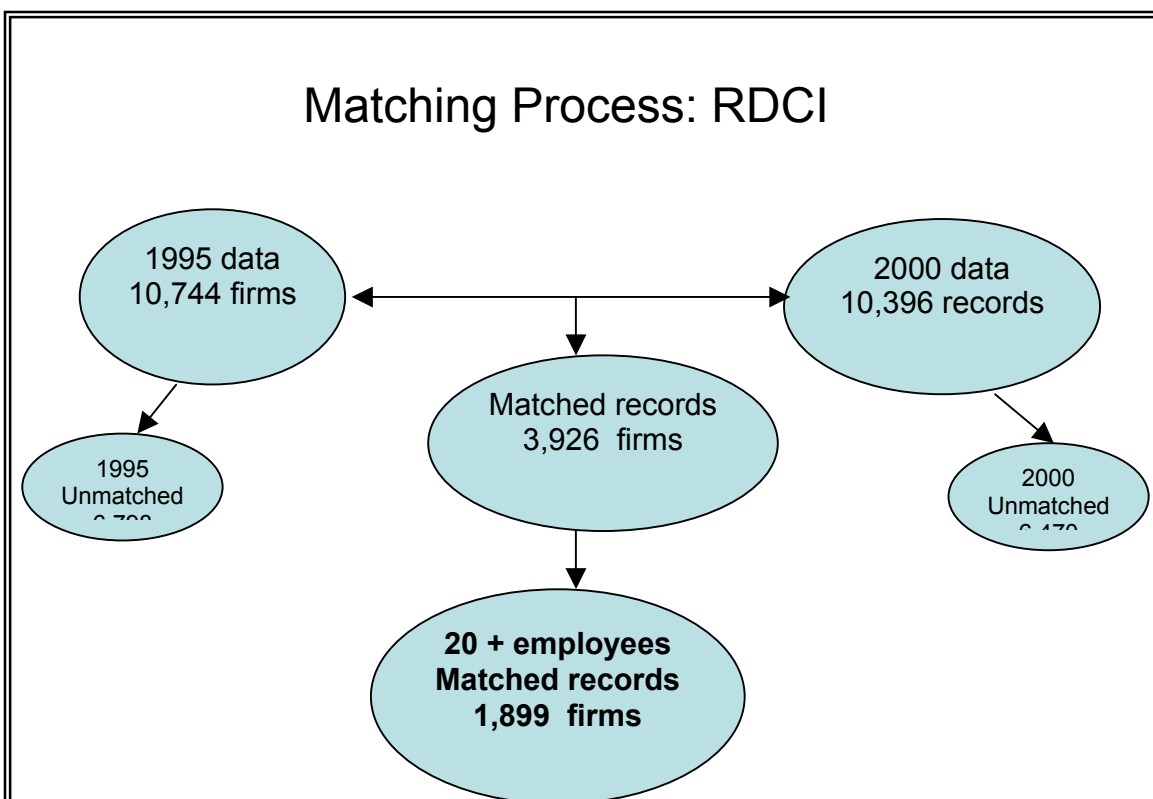 Matching Process: RDCI
1995 data
10,744 firms
2000 data
10,396 records
Matched records
3,926 firms
1995
Unmatched
2000
Unmatched
20 + employees
Matched records
1,899 firms